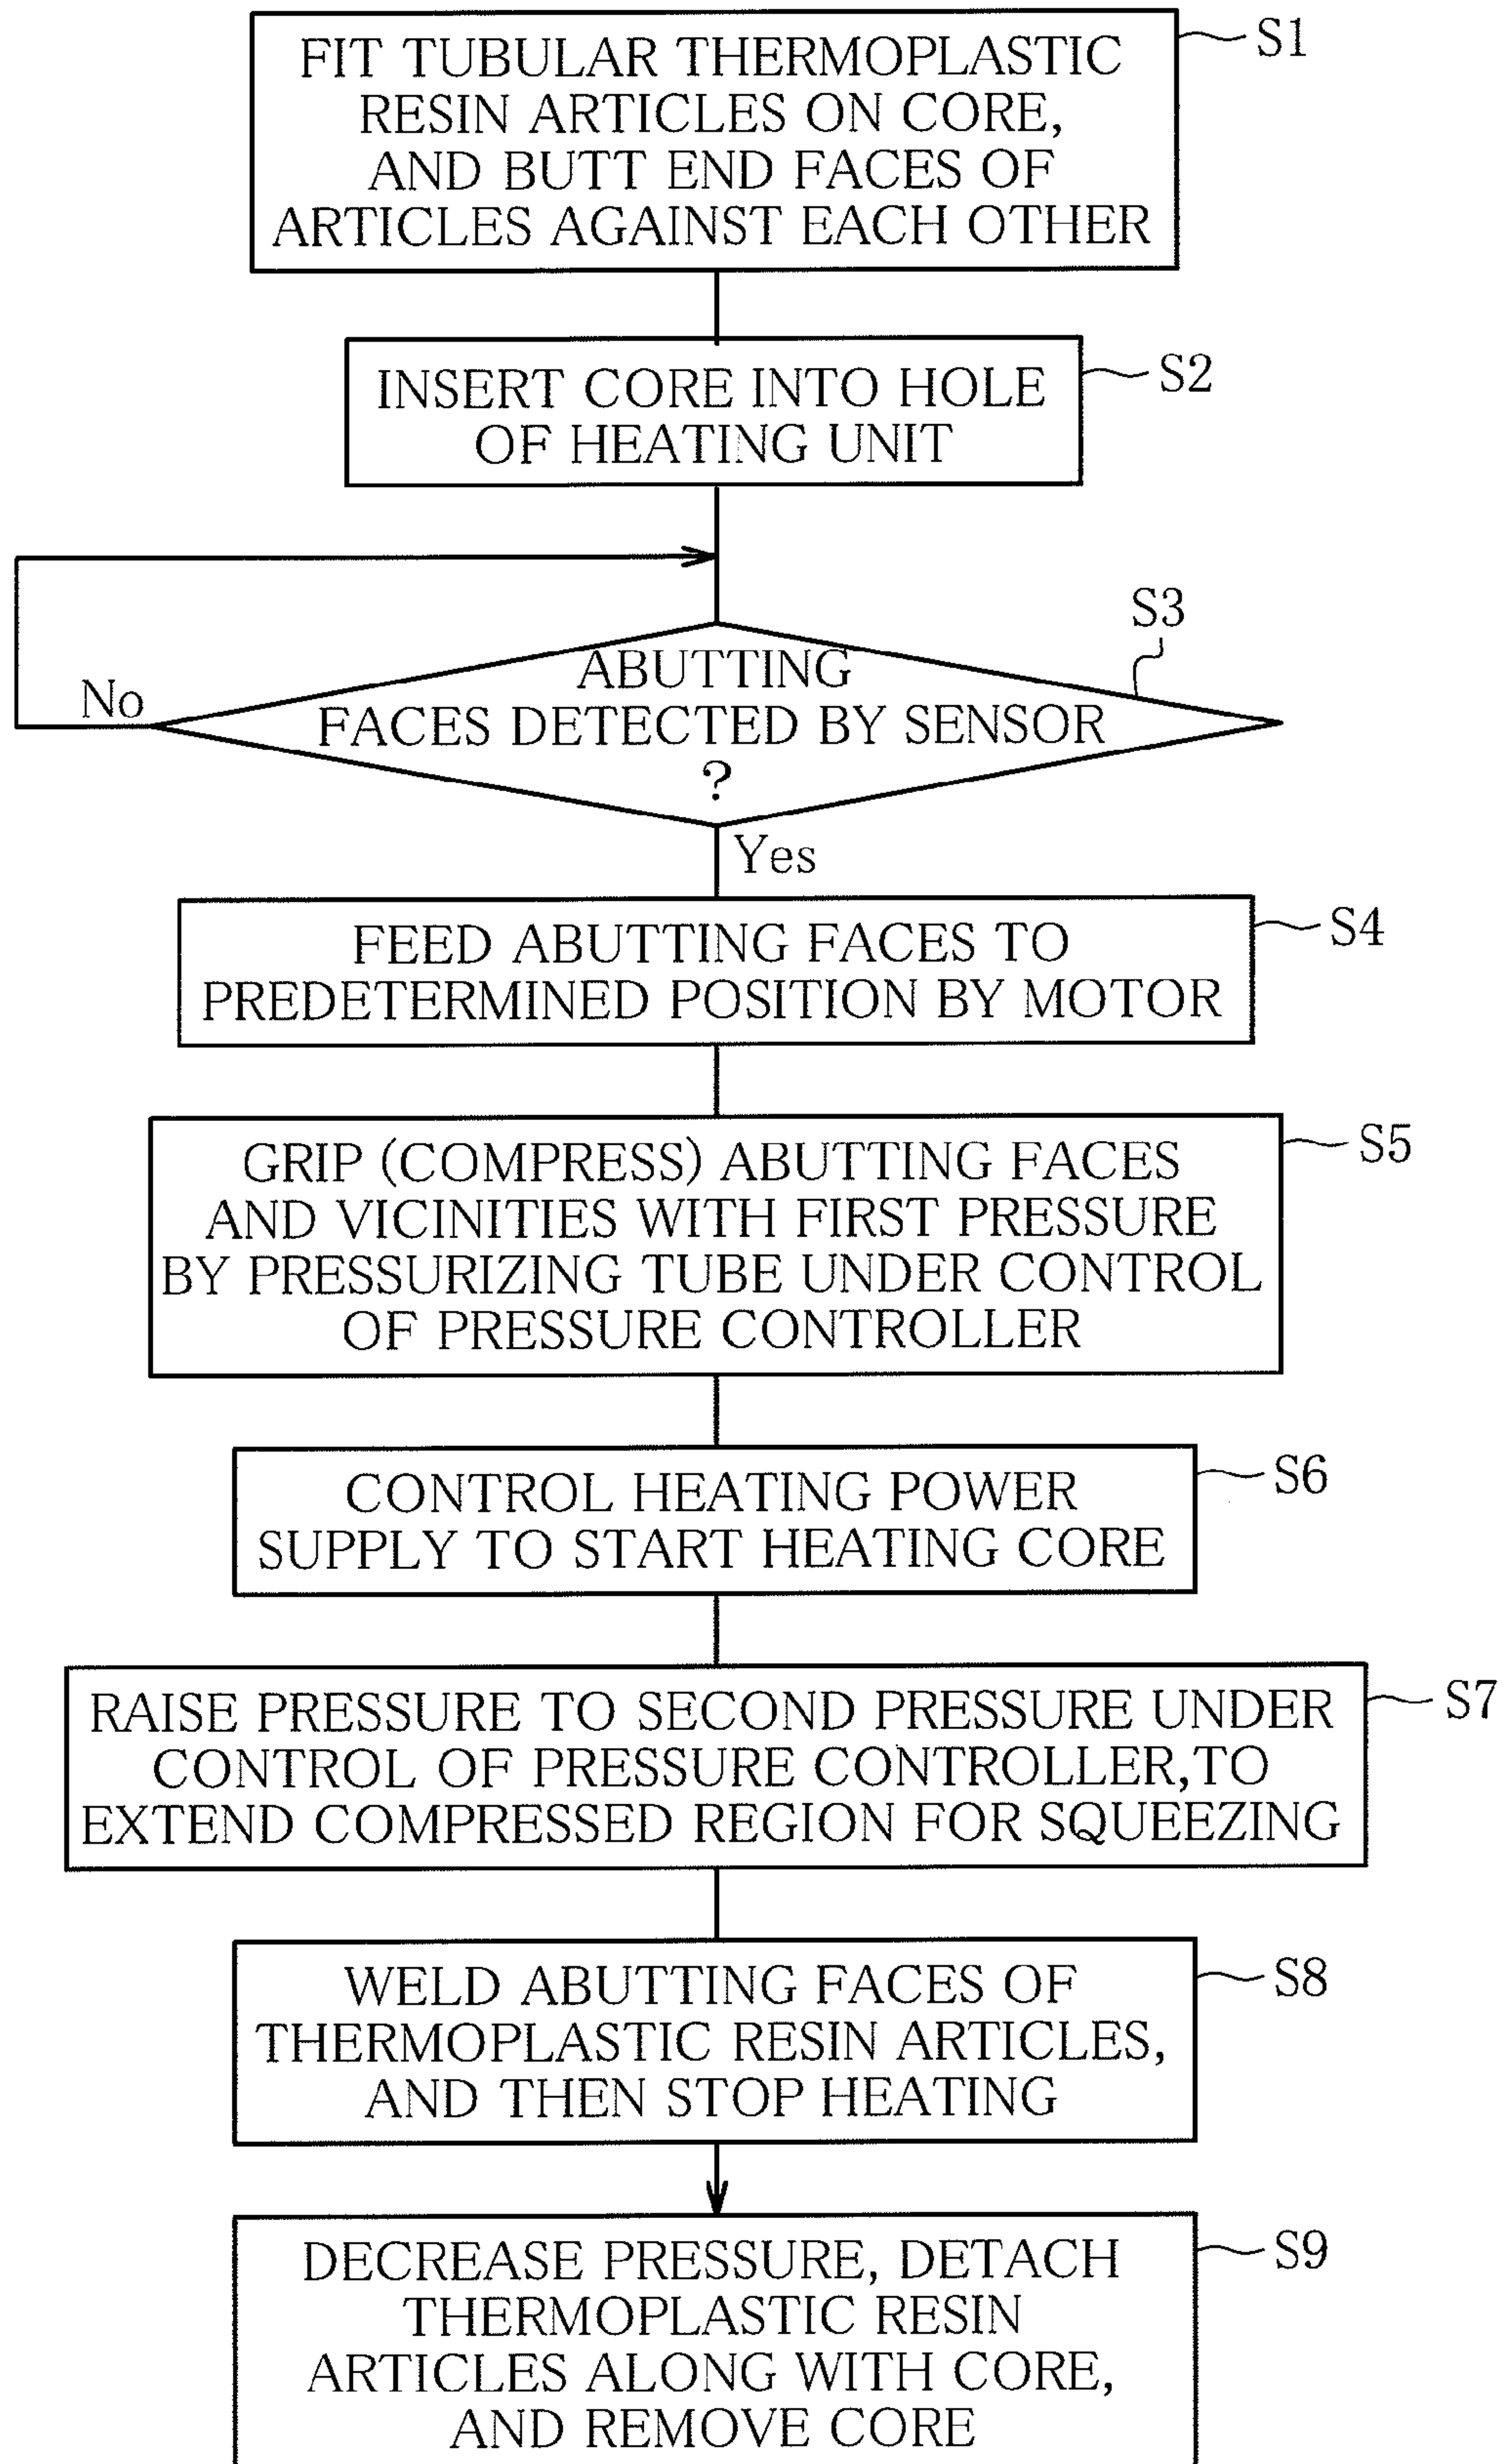 FIT TUBULAR THERMOPLASTIC
RESIN ARTICLES ON CORE,
AND BUTT END FACES OF
ARTICLES AGAINST EACH OTHER
S1
INSERT CORE INTO HOLE
OF HEATING UNIT
S2
S3
ABUTTING
FACES DETECTED BY SENSOR
?
No
Yes
FEED ABUTTING FACES TO
PREDETERMINED POSITION BY MOTOR
S4
GRIP (COMPRESS) ABUTTING FACES
AND VICINITIES WITH FIRST PRESSURE
BY PRESSURIZING TUBE UNDER CONTROL
OF PRESSURE CONTROLLER
S5
CONTROL HEATING POWER
SUPPLY TO START HEATING CORE
S6
RAISE PRESSURE TO SECOND PRESSURE UNDER
CONTROL OF PRESSURE CONTROLLER,TO
EXTEND COMPRESSED REGION FOR SQUEEZING
S7
WELD ABUTTING FACES OF
THERMOPLASTIC RESIN ARTICLES,
AND THEN STOP HEATING
S8
DECREASE PRESSURE, DETACH
THERMOPLASTIC RESIN
ARTICLES ALONG WITH CORE,
AND REMOVE CORE
S9